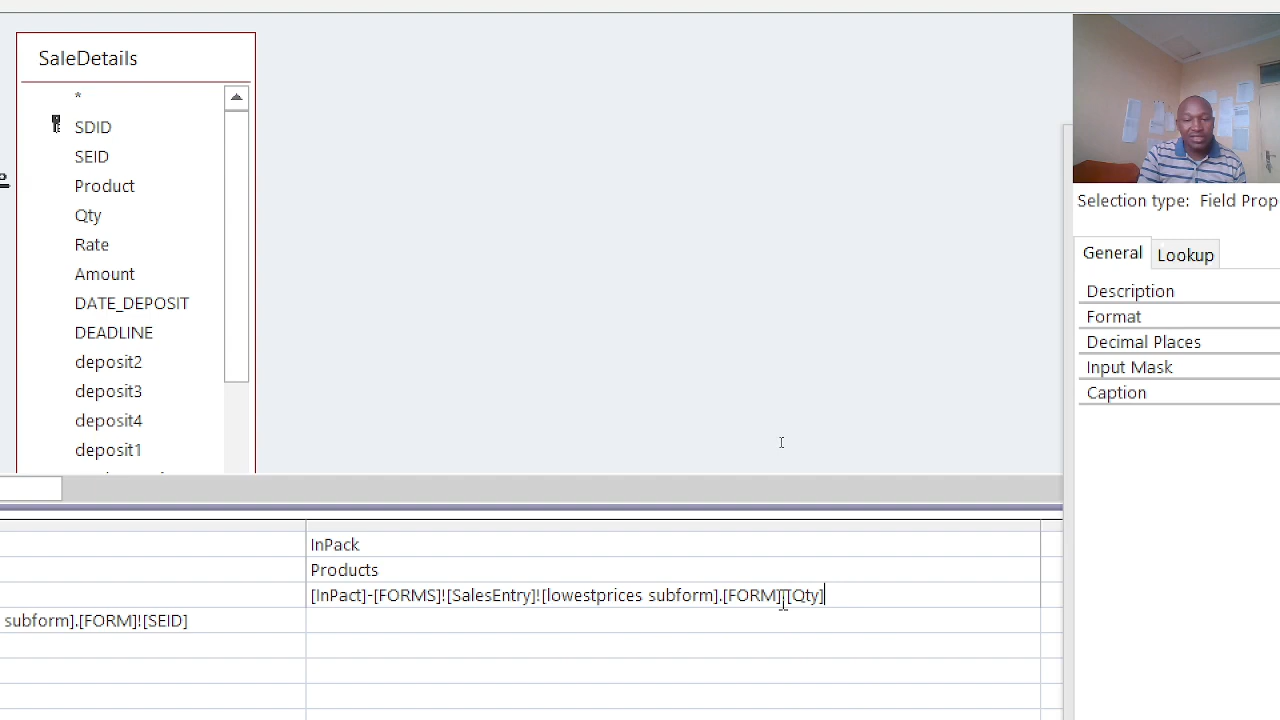 SaleDetails
*
SDID
SEID
Product
Qty
Rate
Amount
DATE_DEPOSIT
DEADLINE
deposit2
deposit3
deposit4
deposit1
Selection type: Field Prop
General
Lookup
Description
Format
Decimal Places
Input Mask
Caption
InPack
Products
[InPact]-[FORMS]![SalesEntry]![lowestprices subform].[FORM]![Qty]
subform].[FORM]![SEID]